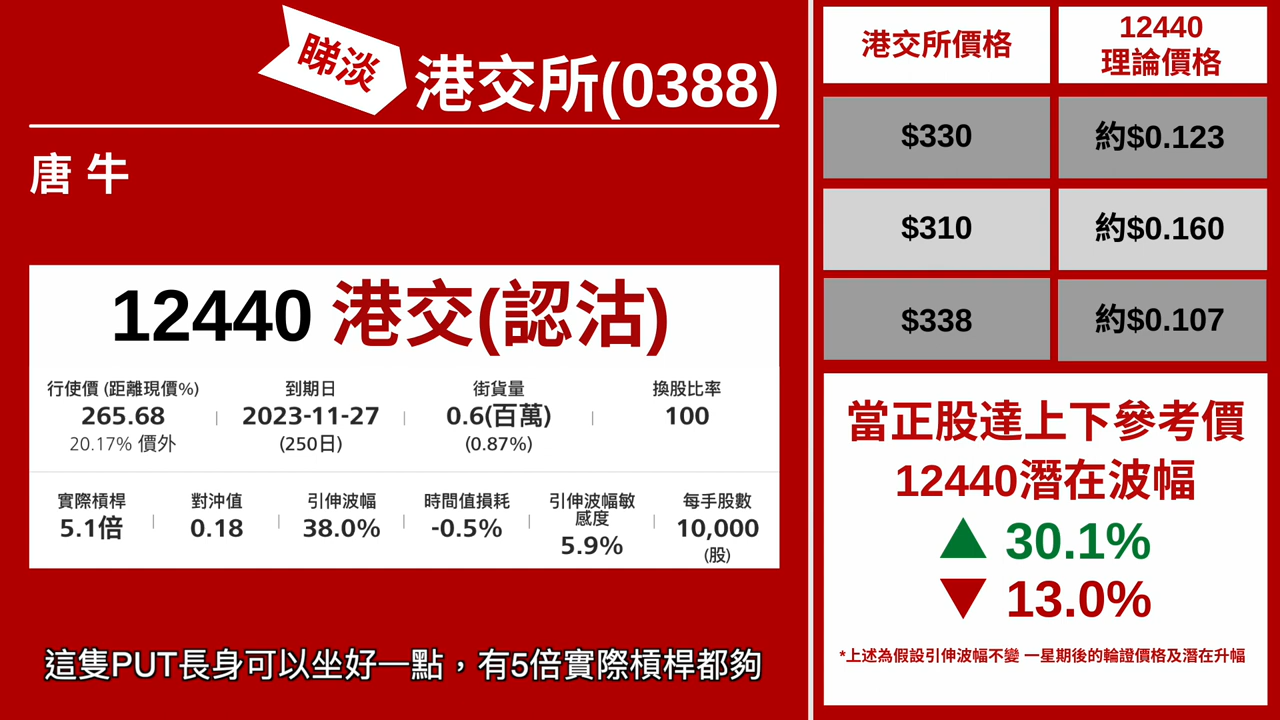 睇淡
港交所(0388)
唐 牛
12440 港交(認沽)
行使價 (距離現價%)
265.68
20.17% 價外
到期日
2023-11-27
(250日)
街貨量
0.6(百萬)
(0.87%)
換股比率
100
實際槓桿
5.1倍
對沖值
0.18
引伸波幅
38.0%
時間值損耗
-0.5%
引伸波幅敏
感度
5.9%
每手股數
10,000
(股)
這隻PUT長身可以坐好一點，有5倍實際槓桿都夠
港交所價格
12440
理論價格
$330
約$0.123
$310
約$0.160
$338
約$0.107
當正股達上下參考價
12440潛在波幅
▲ 30.1%
▼ 13.0%
*上述為假設引伸波幅不變 一星期後的輪證價格及潛在升幅